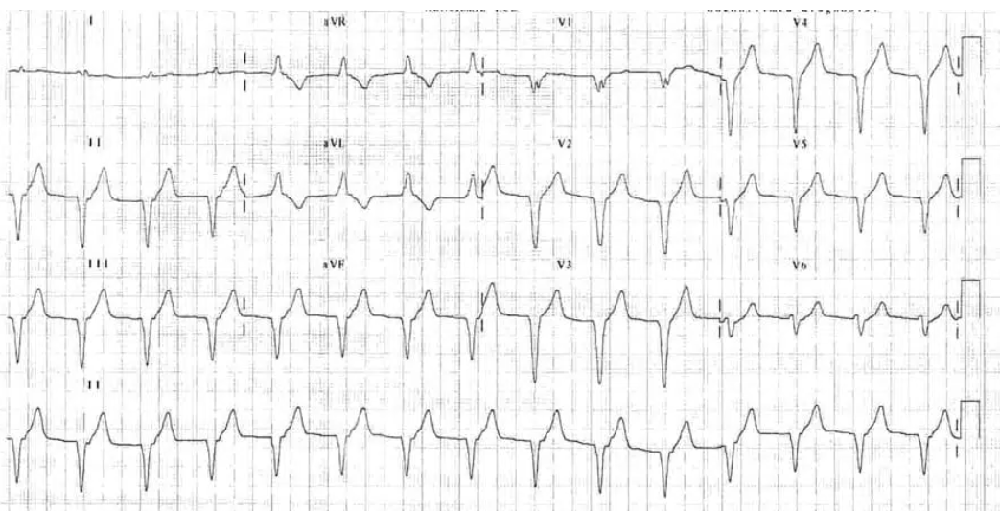 I aVR V1 V4
II aVL V2 V5
III aVF V3 V6
II